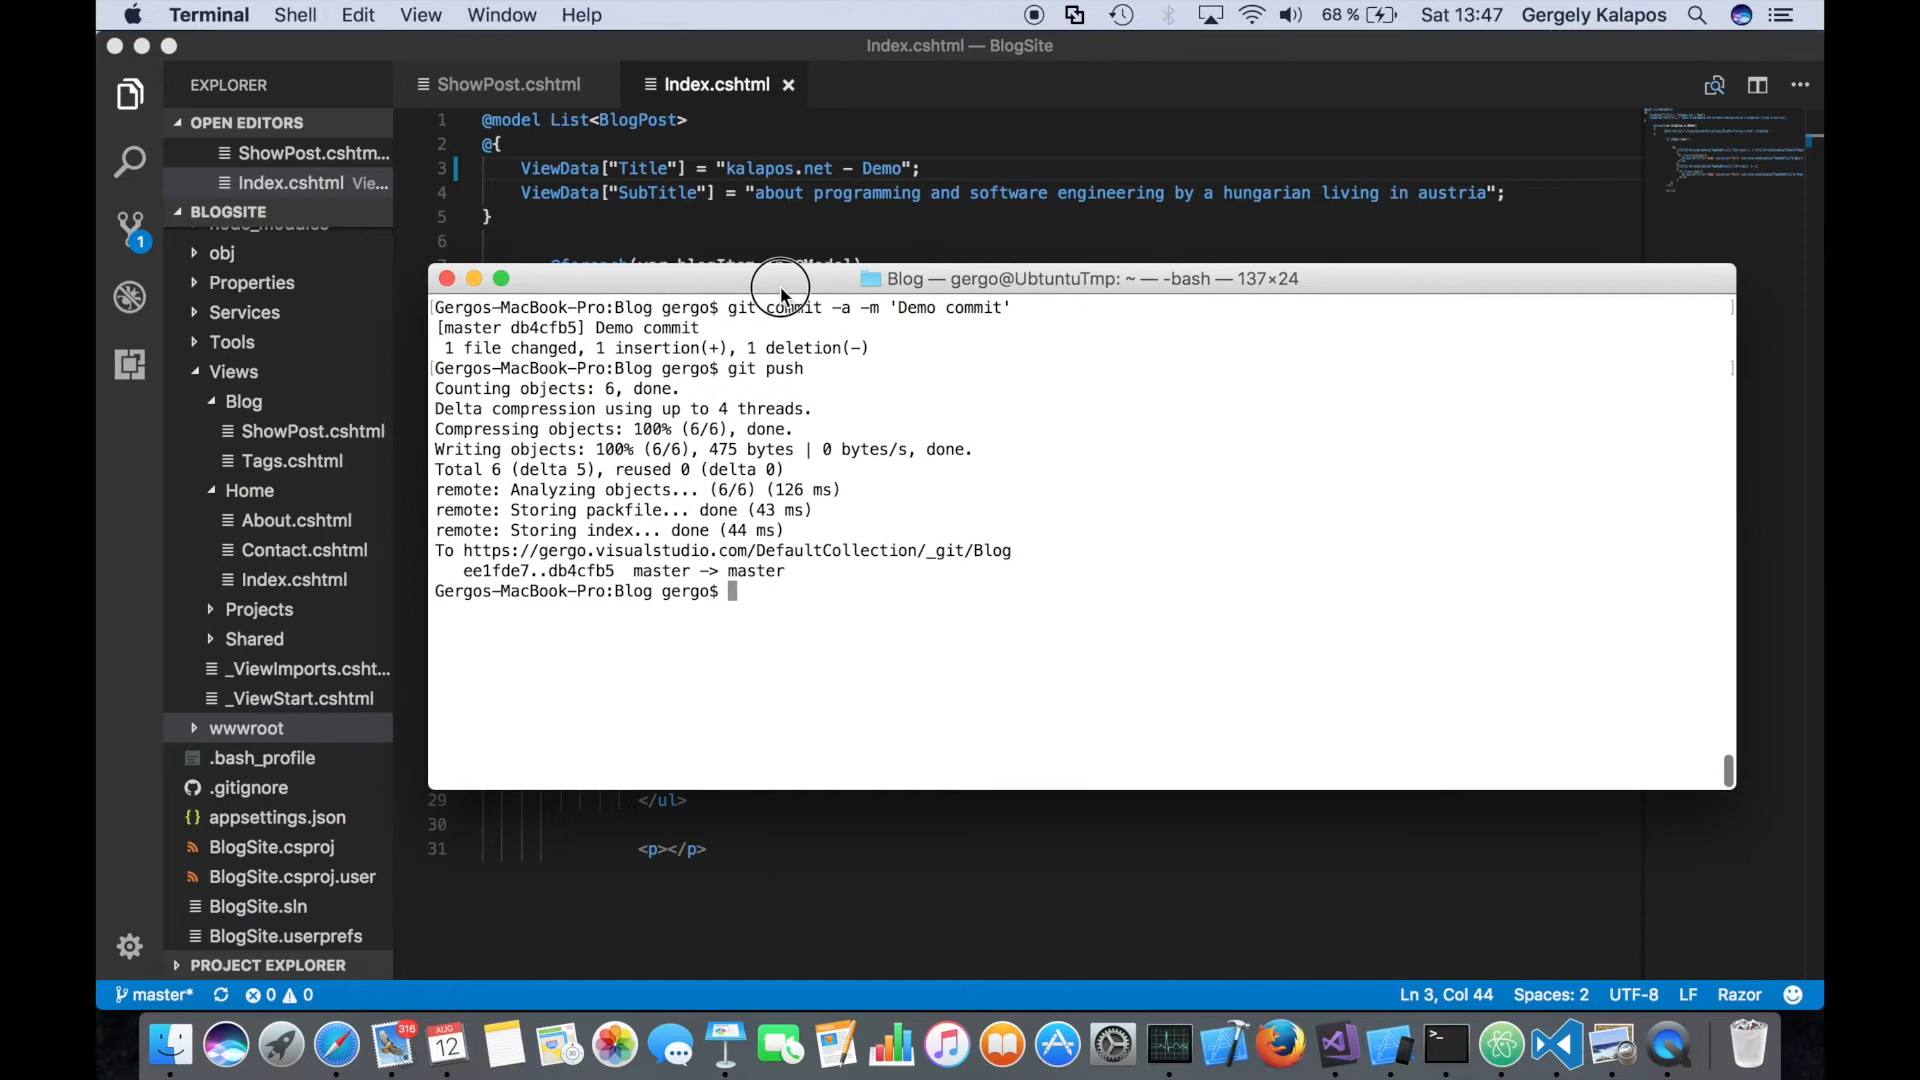 Terminal Shell Edit View Window Help 68 % Sat 13:47 Gergely Kalapos
Index.cshtml — BlogSite
EXPLORER
ShowPost.cshtml
Index.cshtml
OPEN EDITORS
ShowPost.cshtm...
Index.cshtml Vie...
BLOGSITE
obj
Properties
Services
Tools
Views
Blog
ShowPost.cshtml
Tags.cshtml
Home
About.cshtml
Contact.cshtml
Index.cshtml
Projects
Shared
_ViewImports.csht...
_ViewStart.cshtml
wwwroot
.bash_profile
.gitignore
appsettings.json
BlogSite.csproj
BlogSite.csproj.user
BlogSite.sln
BlogSite.userprefs
PROJECT EXPLORER
1
1 @model List<BlogPost>
2 @{
3 ViewData["Title"] = "kalapos.net - Demo";
4 ViewData["SubTitle"] = "about programming and software engineering by a hungarian living in austria";
5 }
6
Blog — gergo@UbtuntuTmp: ~ — -bash — 137×24
Gergos-MacBook-Pro:Blog gergo$ git commit -a -m 'Demo commit'
[master db4cfb5] Demo commit
1 file changed, 1 insertion(+), 1 deletion(-)
Gergos-MacBook-Pro:Blog gergo$ git push
Counting objects: 6, done.
Delta compression using up to 4 threads.
Compressing objects: 100% (6/6), done.
Writing objects: 100% (6/6), 475 bytes | 0 bytes/s, done.
Total 6 (delta 5), reused 0 (delta 0)
remote: Analyzing objects... (6/6) (126 ms)
remote: Storing packfile... done (43 ms)
remote: Storing index... done (44 ms)
To https://gergo.visualstudio.com/DefaultCollection/_git/Blog
ee1fde7..db4cfb5 master -> master
Gergos-MacBook-Pro:Blog gergo$
29 </ul>
30
31 <p></p>
master* 0 0 Ln 3, Col 44 Spaces: 2 UTF-8 LF Razor
316
AUG
12